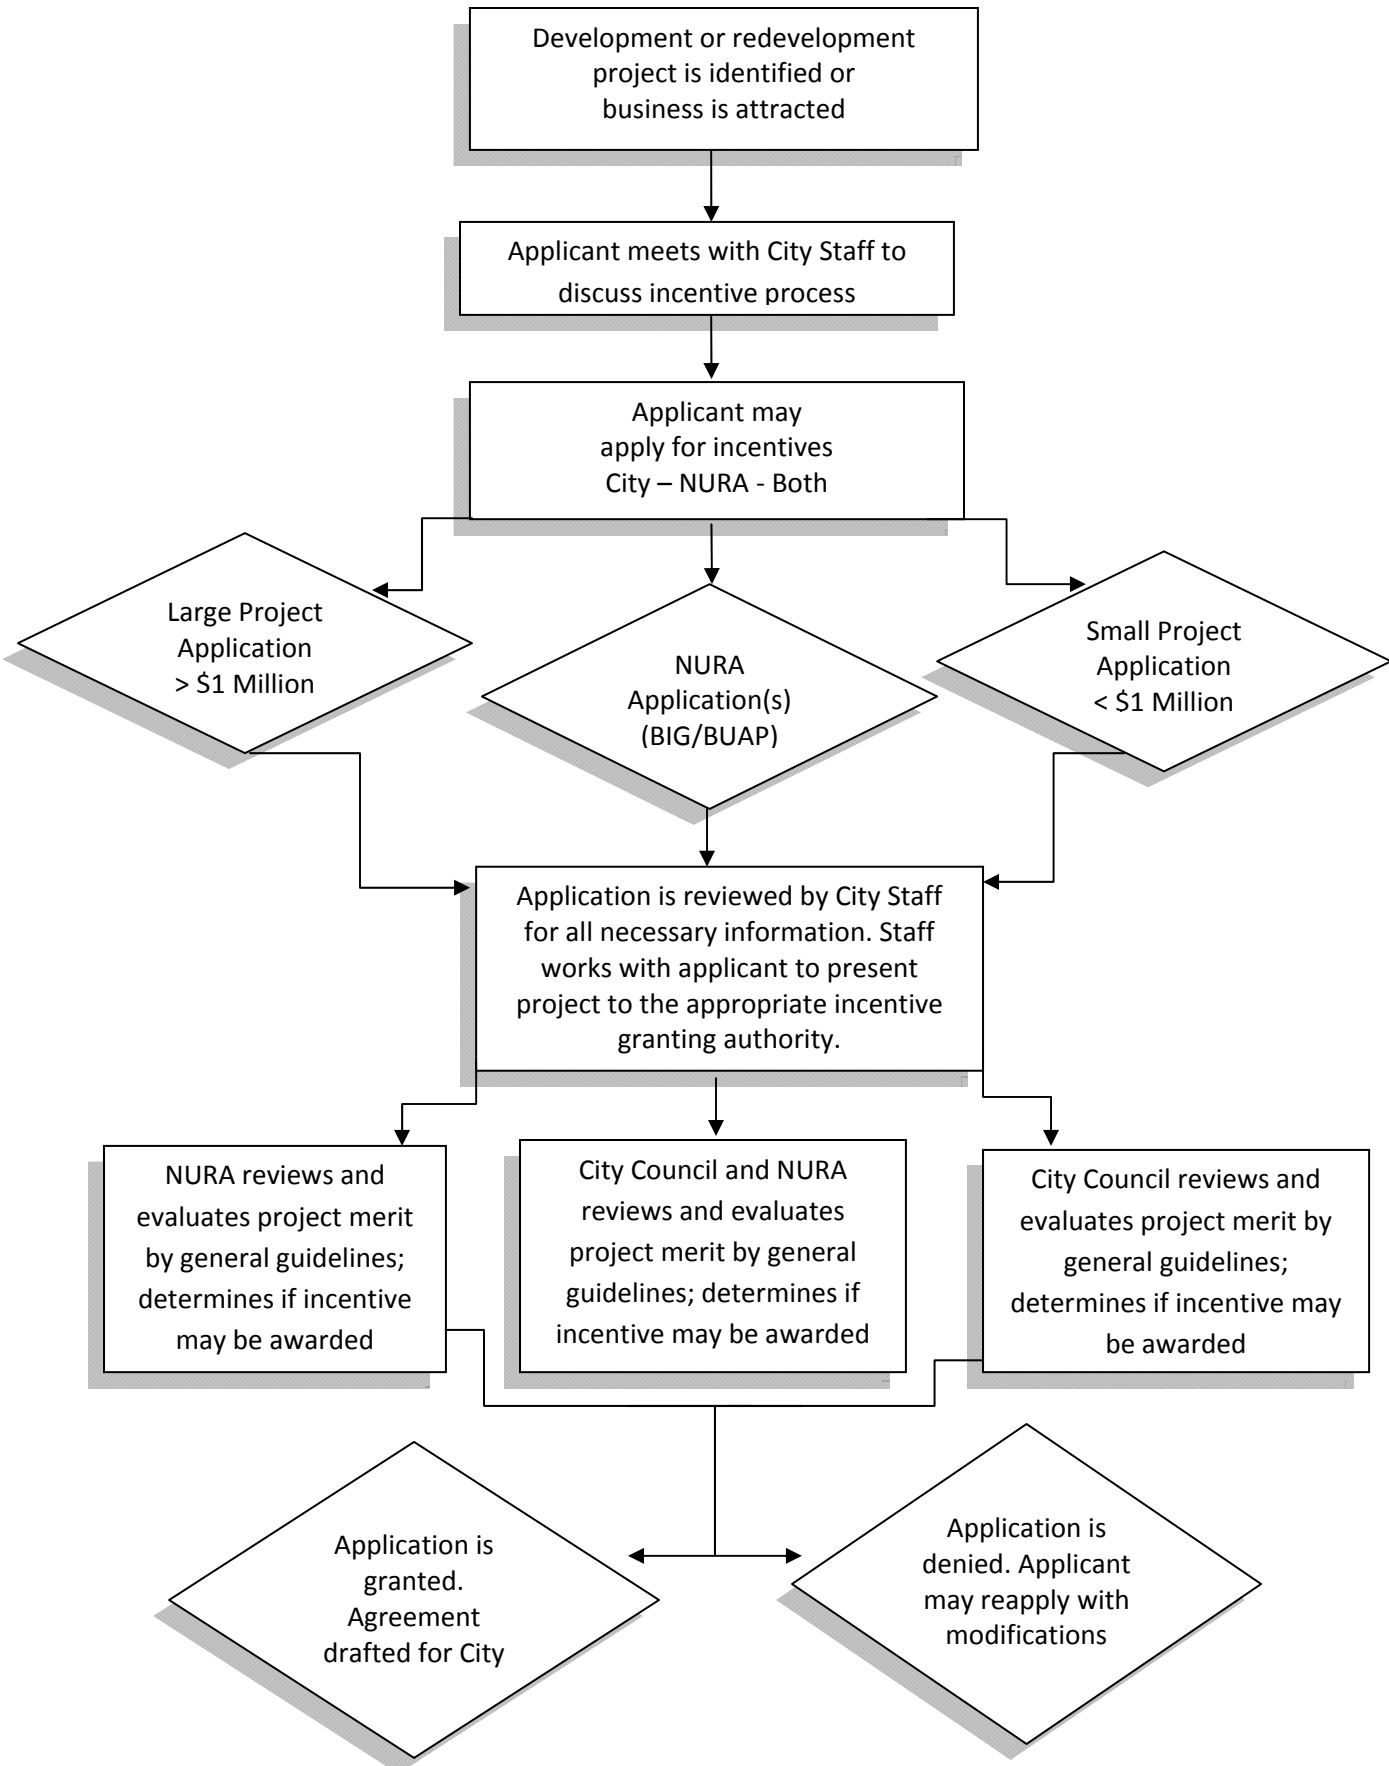 Development or redevelopment
project is identified or
business is attracted
Applicant meets with City Staff to
discuss incentive process
Applicant may
apply for incentives
City – NURA - Both
Large Project
Application
> $1 Million
NURA
Application(s)
(BIG/BUAP)
Small Project
Application
< $1 Million
Application is reviewed by City Staff
for all necessary information. Staff
works with applicant to present
project to the appropriate incentive
granting authority.
NURA reviews and
evaluates project merit
by general guidelines;
determines if incentive
may be awarded
City Council and NURA
reviews and evaluates
project merit by general
guidelines; determines if
incentive may be awarded
City Council reviews and
evaluates project merit by
general guidelines;
determines if incentive may
be awarded
Application is
granted.
Agreement
drafted for City
Application is
denied. Applicant
may reapply with
modifications